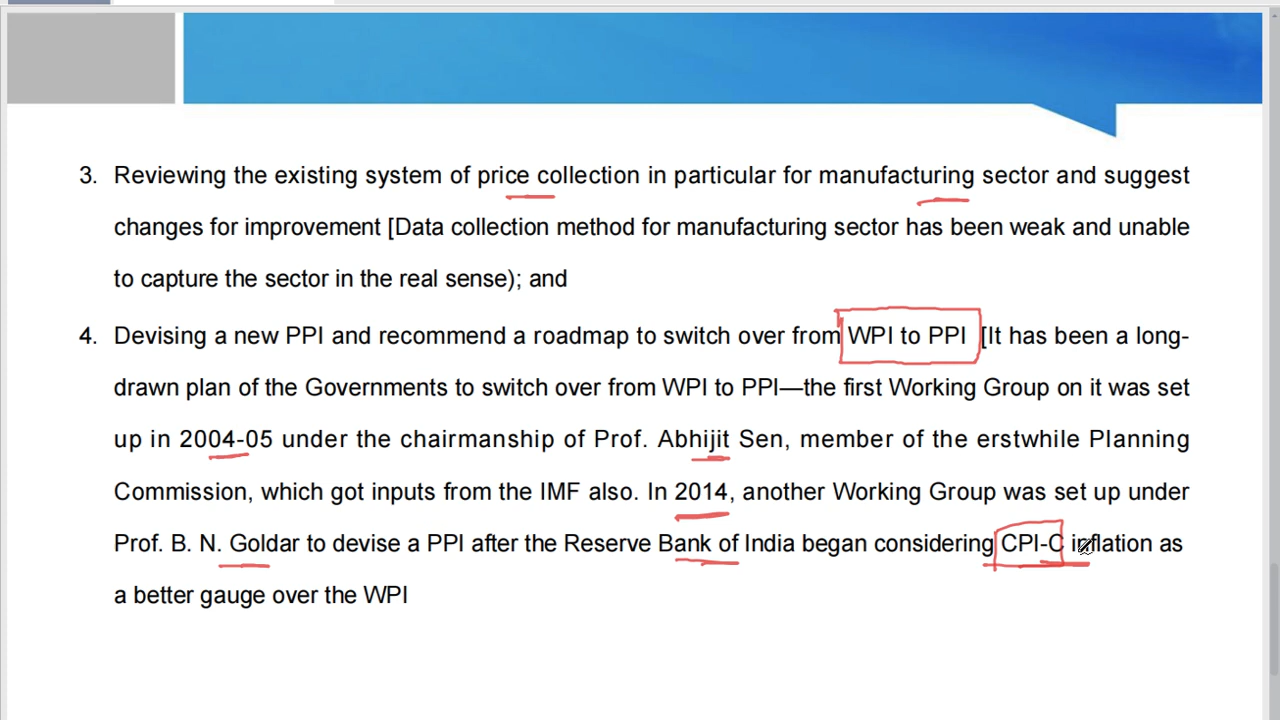 3. Reviewing the existing system of price collection in particular for manufacturing sector and suggest
changes for improvement [Data collection method for manufacturing sector has been weak and unable
to capture the sector in the real sense); and
4. Devising a new PPI and recommend a roadmap to switch over from WPI to PPI [It has been a long-
drawn plan of the Governments to switch over from WPI to PPI—the first Working Group on it was set
up in 2004-05 under the chairmanship of Prof. Abhijit Sen, member of the erstwhile Planning
Commission, which got inputs from the IMF also. In 2014, another Working Group was set up under
Prof. B. N. Goldar to devise a PPI after the Reserve Bank of India began considering CPI-C inflation as
a better gauge over the WPI